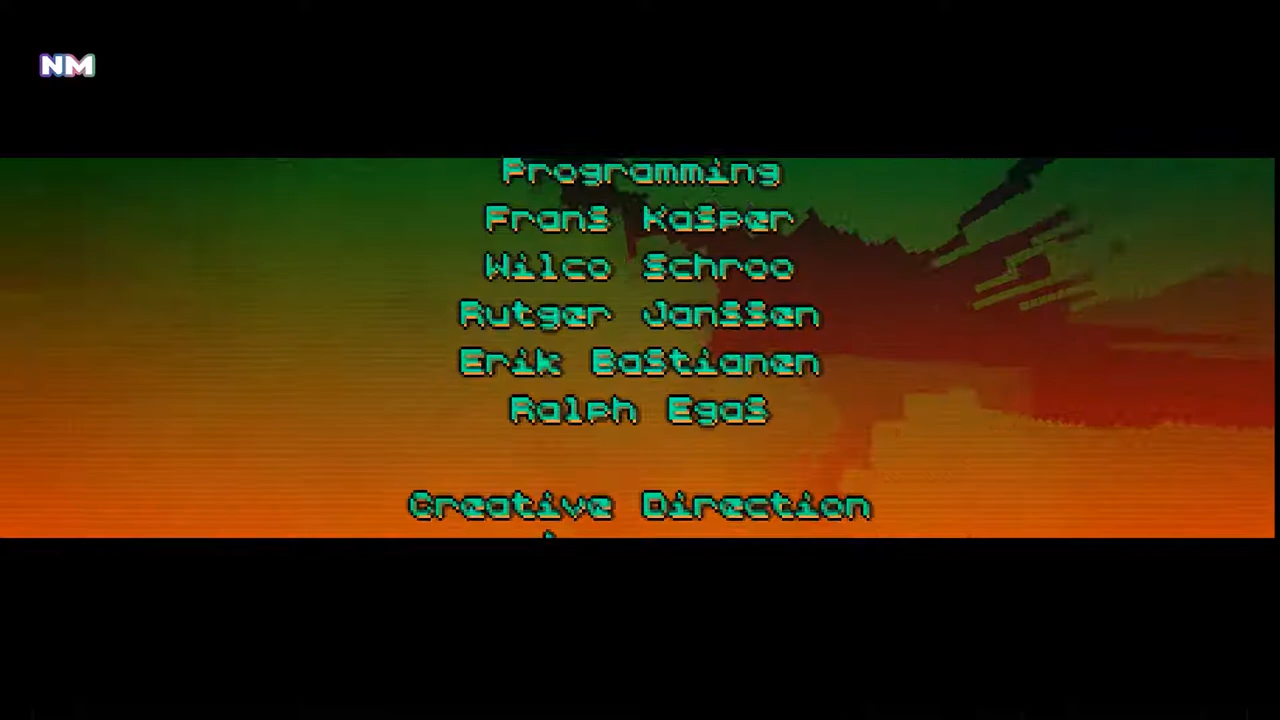 NM
Programming
Frans Kasper
Wilco Schroo
Rutger Janssen
Erik Bastianen
Ralph Egas
Creative Direction